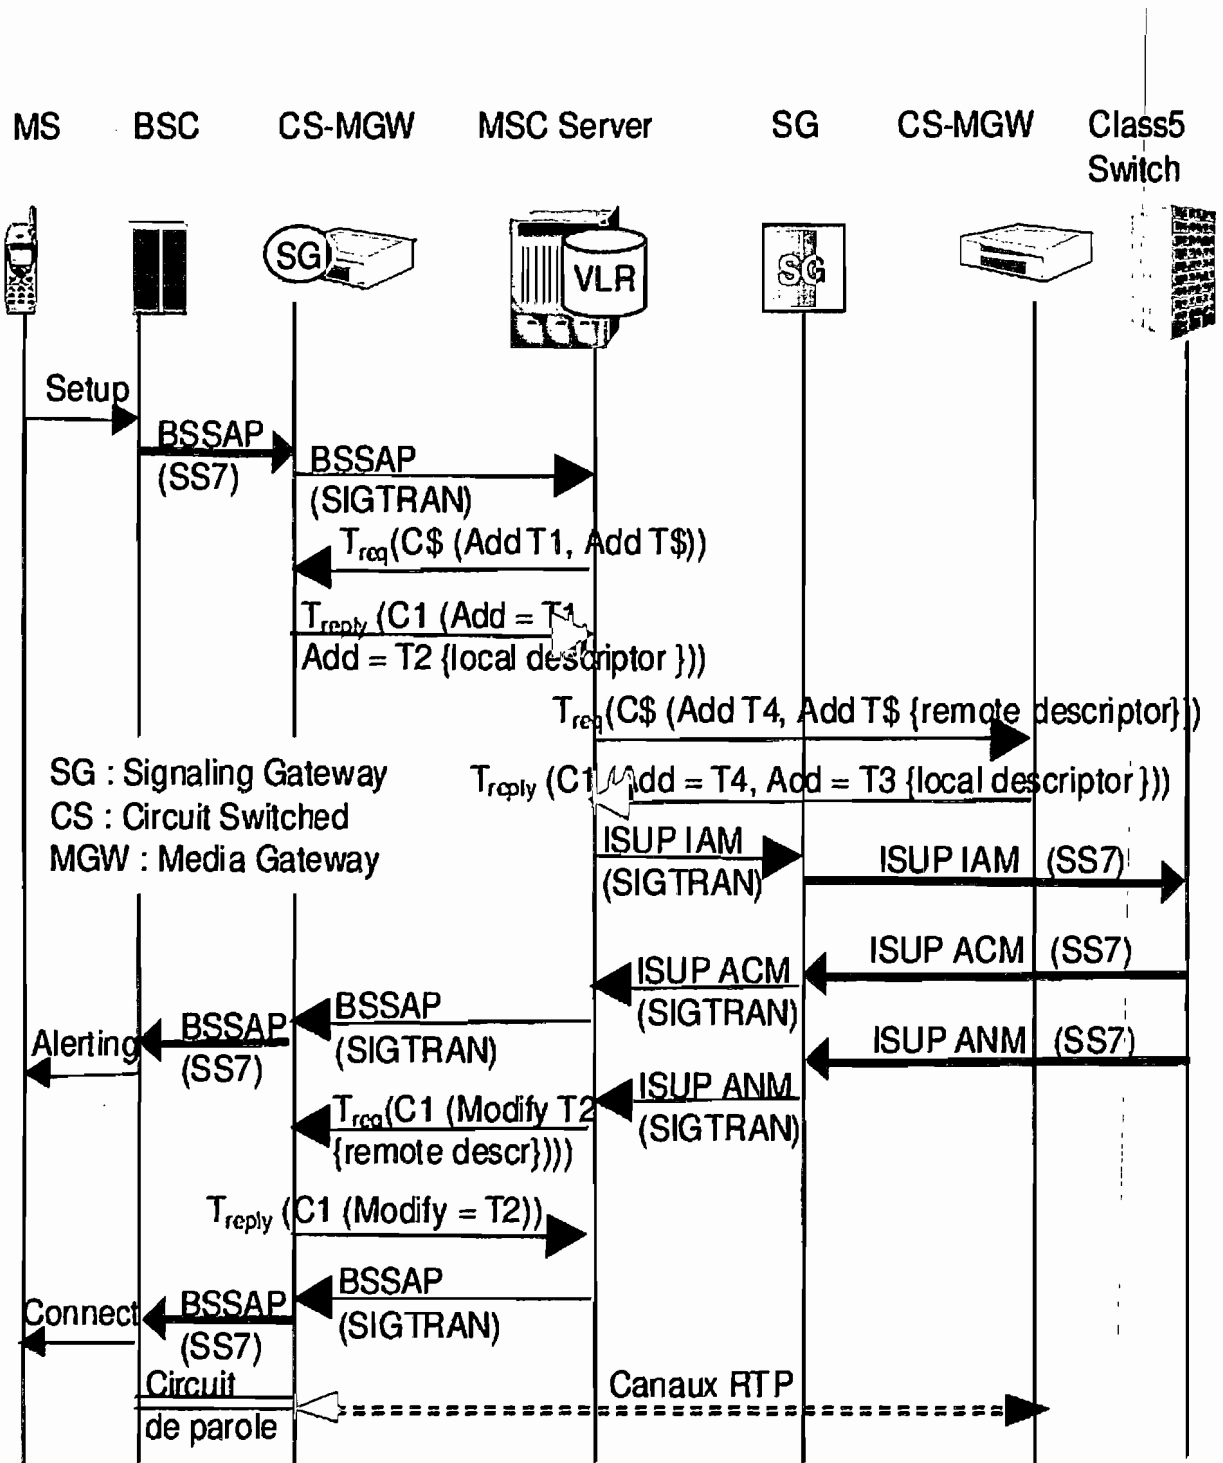 MS BSC CS-MGW MSC Server SG CS-MGW Class5
Switch
SG VLR SG
Setup
BSSAP
(SS7)
BSSAP
(SIGTRAN)
Treq(C$ (Add T1, Add T$))
Treply (C1 (Add = T1
Add = T2 {local descriptor }))
Treq(C$ (Add T4, Add T$ {remote descriptor}))
SG : Signaling Gateway
CS : Circuit Switched
MGW : Media Gateway
Treply (C1 (Add = T4, Add = T3 {local descriptor }))
ISUP IAM
(SIGTRAN)
ISUP IAM (SS7)
ISUP ACM (SS7)
ISUP ACM
(SIGTRAN)
BSSAP
(SIGTRAN)
BSSAP
(SS7)
Alerting
ISUP ANM (SS7)
ISUP ANM
(SIGTRAN)
Treq(C1 (Modify T2
{remote descr})))
Treply (C1 (Modify = T2))
BSSAP
(SIGTRAN)
BSSAP
(SS7)
Connect
Circuit
de parole
Canaux RTP